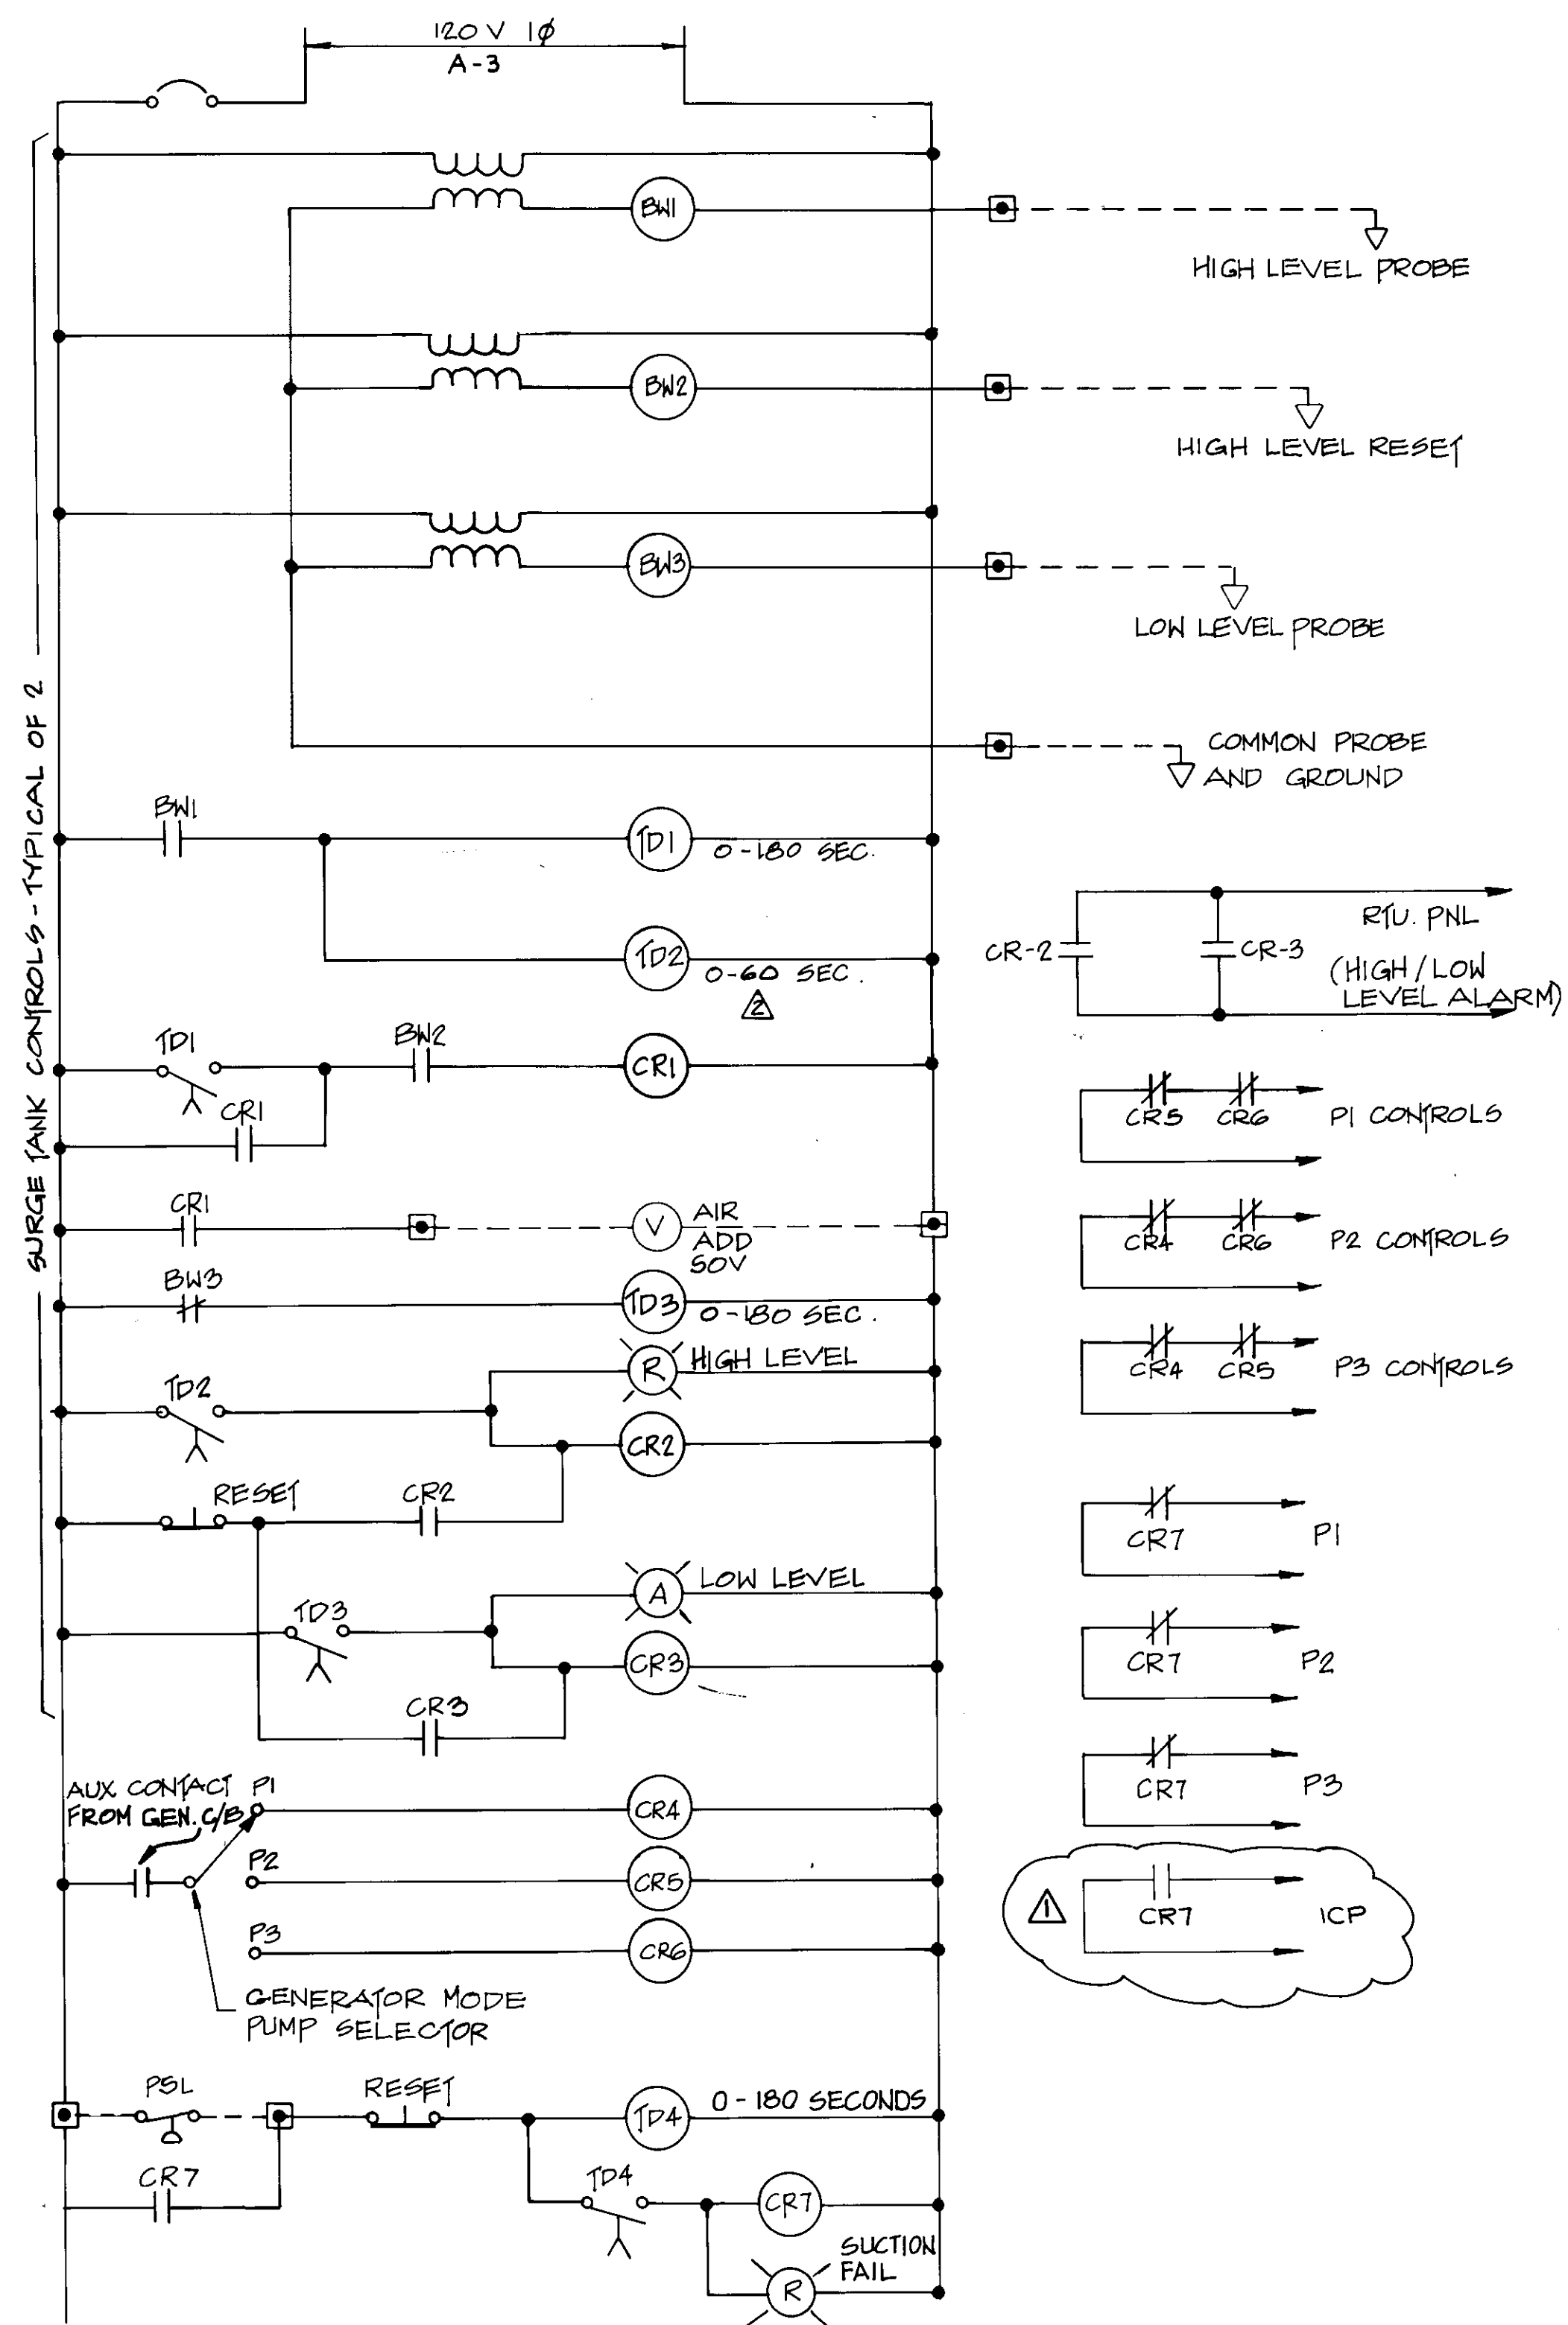 120 V 1Ø
A-3
BW1
HIGH LEVEL PROBE
BW2
HIGH LEVEL RESET
BW3
LOW LEVEL PROBE
SURGE TANK CONTROLS - TYPICAL OF 2
COMMON PROBE
AND GROUND
BW1
TD1
0-180 SEC.
TD2
0-60 SEC.
2
CR-2
CR-3
RTU. PNL
(HIGH / LOW
LEVEL ALARM)
TD1
BW2
CR1
CR1
CR5
CR6
P1 CONTROLS
CR1
V
AIR
ADD
SOV
CR4
CR6
P2 CONTROLS
BW3
TD3
0-180 SEC.
R
HIGH LEVEL
CR4
CR5
P3 CONTROLS
TD2
CR2
RESET
CR2
CR7
P1
A
LOW LEVEL
TD3
CR3
CR7
P2
CR3
CR7
P3
AUX CONTACT
FROM GEN. C/B
P1
CR4
P2
CR5
P3
CR6
1
CR7
ICP
GENERATOR MODE
PUMP SELECTOR
PSL
RESET
TD4
0-180 SECONDS
CR7
TD4
CR7
SUCTION
FAIL
R